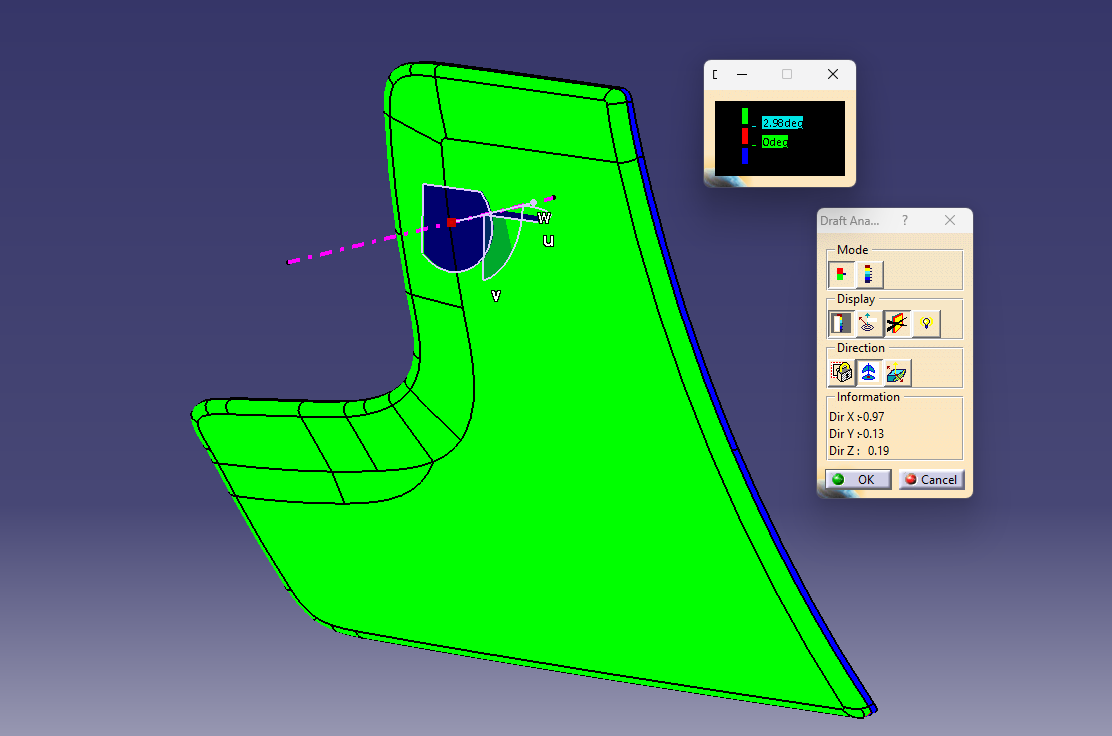 D
2.98deg
0deg
w
u
v
Draft Ana... ?
Mode
Display
Direction
Information
Dir X :-0.97
Dir Y :-0.13
Dir Z : 0.19
OK Cancel